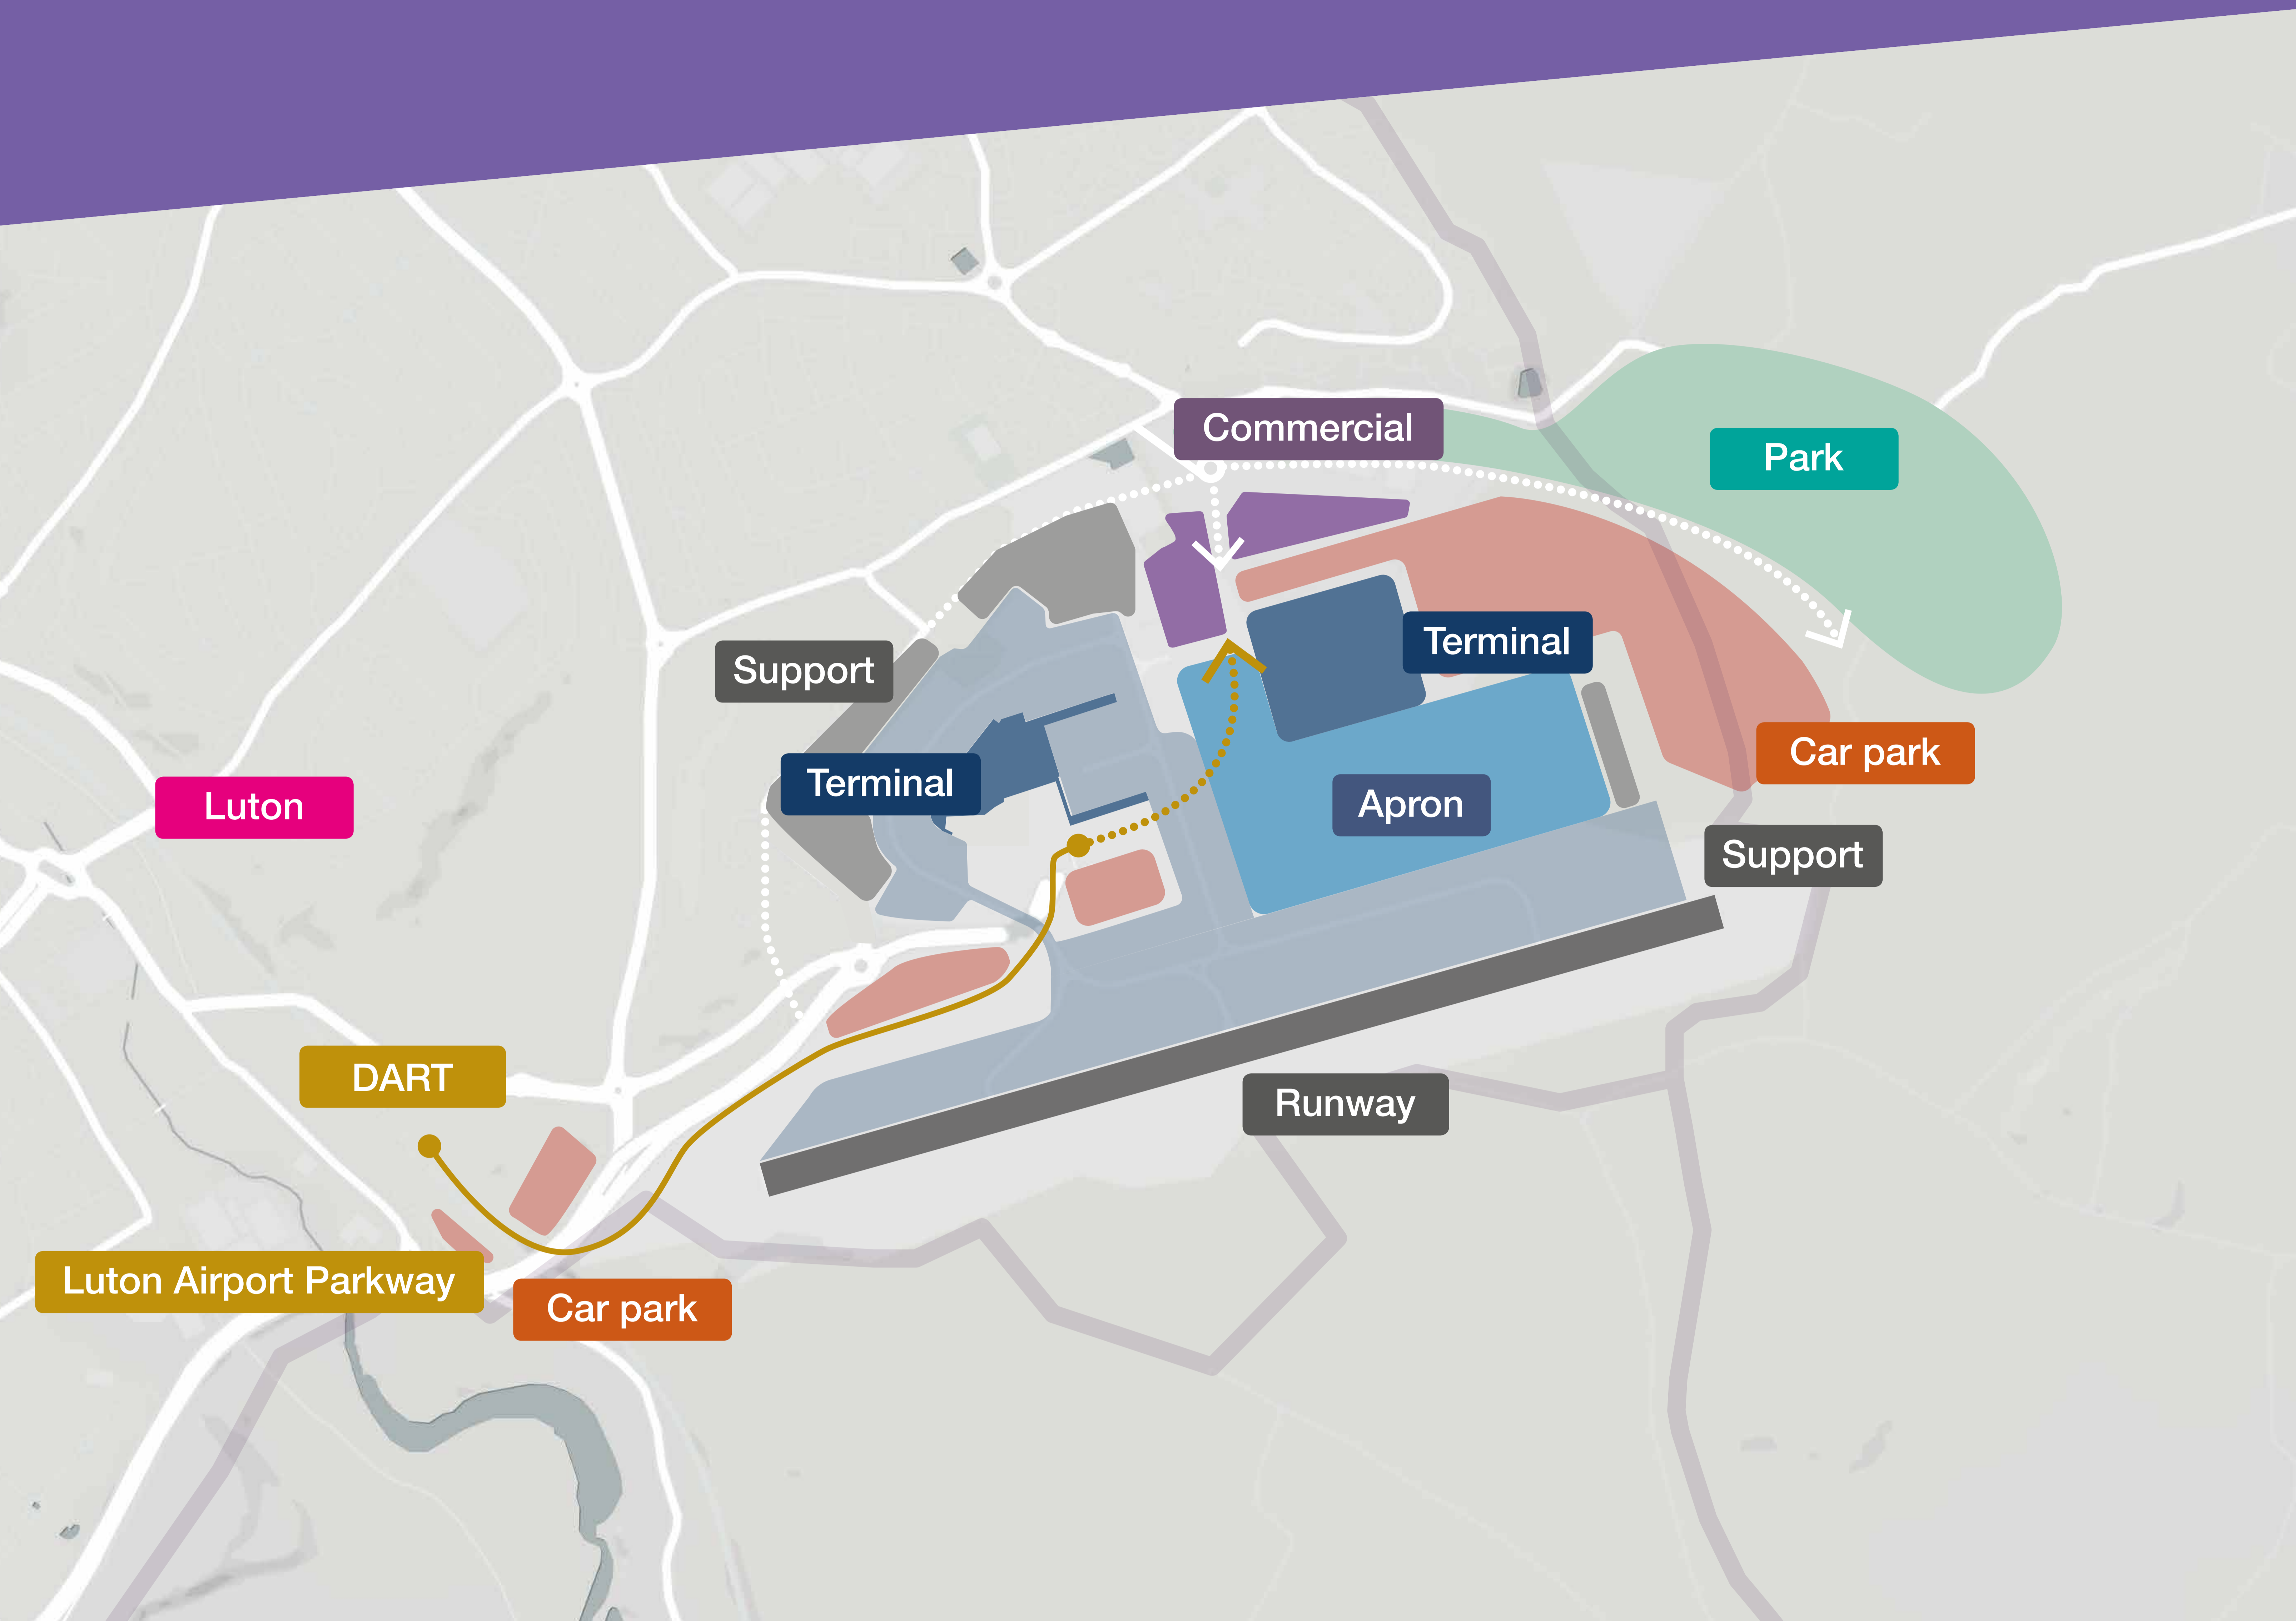 Commercial
Park
Terminal
Support
Car park
Terminal
Luton
Apron
Support
DART
Runway
Luton Airport Parkway
Car park